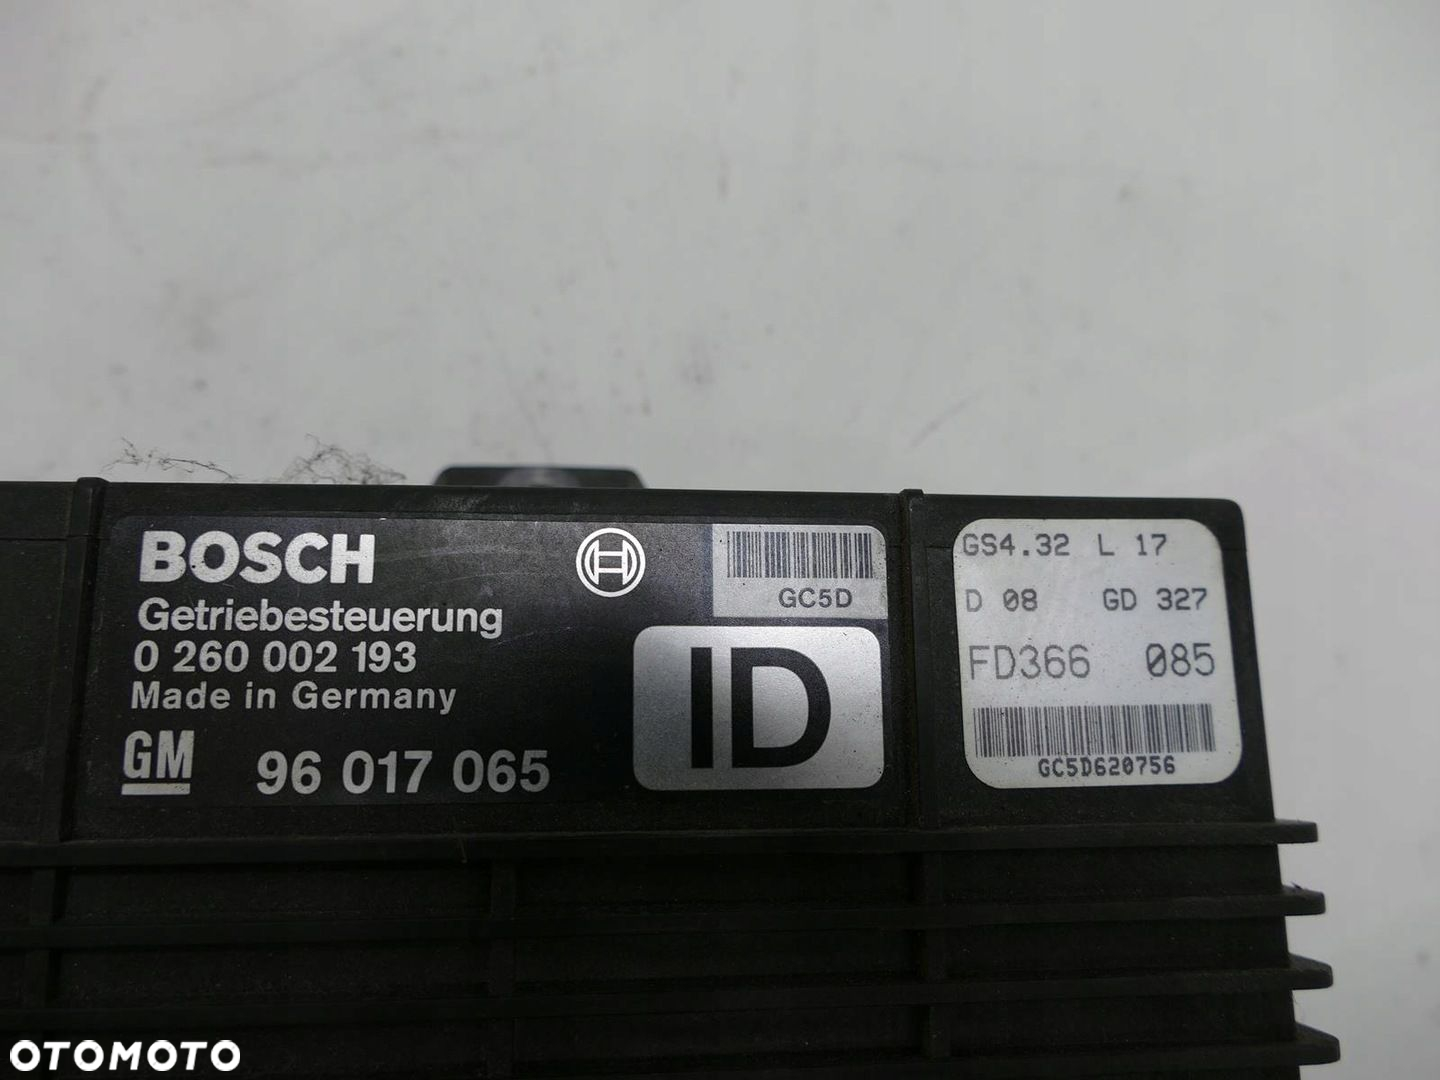 BOSCH
Getriebesteuerung
0 260 002 193
Made in Germany
GM 96 017 065
GC5D
ID
GS4.32 L 17
D 08 GD 327
FD366 085
GC5D620756
OTOMOTO